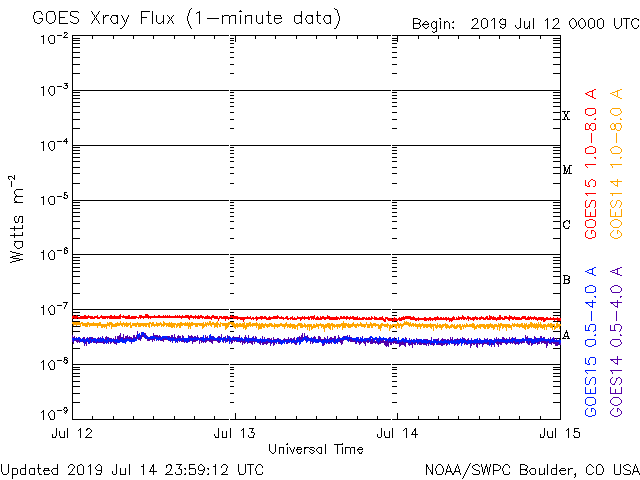 GOES Xray Flux (1-minute data)
Begin: 2019 Jul 12 0000 UTC
10⁻²
10⁻³
10⁻⁴
10⁻⁵
10⁻⁶
10⁻⁷
10⁻⁸
10⁻⁹
Watts m⁻²
X
M
C
B
A
GOES15 1.0-8.0 A
GOES14 1.0-8.0 A
GOES15 0.5-4.0 A
GOES14 0.5-4.0 A
Jul 12 Jul 13 Jul 14 Jul 15
Universal Time
Updated 2019 Jul 14 23:59:12 UTC
NOAA/SWPC Boulder, CO USA